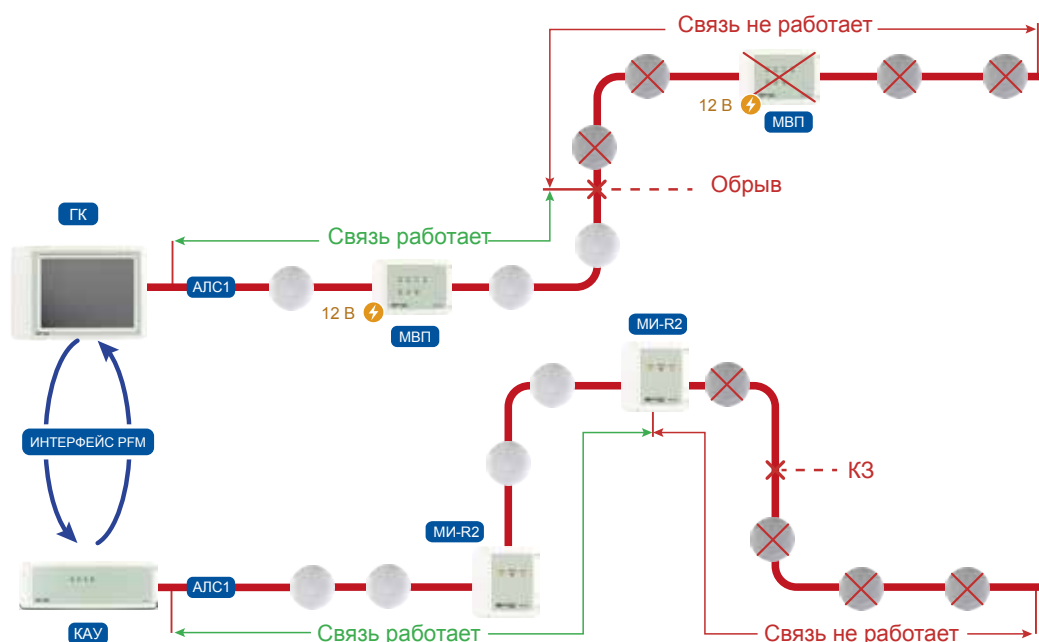 Связь не работает
12 В
МВП
Обрыв
ГК
Связь работает
АЛС1
12 В
МВП
МИ-R2
ИНТЕРФЕЙС PFM
КЗ
МИ-R2
АЛС1
КАУ
Связь работает
Связь не работает